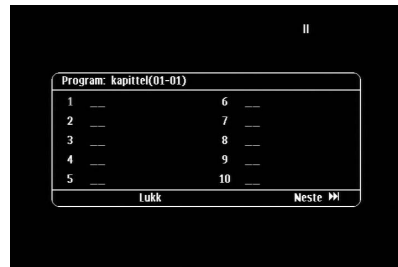 II
Program: kapittel(01-01)
1 __ 6 __
2 __ 7 __
3 __ 8 __
4 __ 9 __
5 __ 10 __
Lukk Neste ⏭